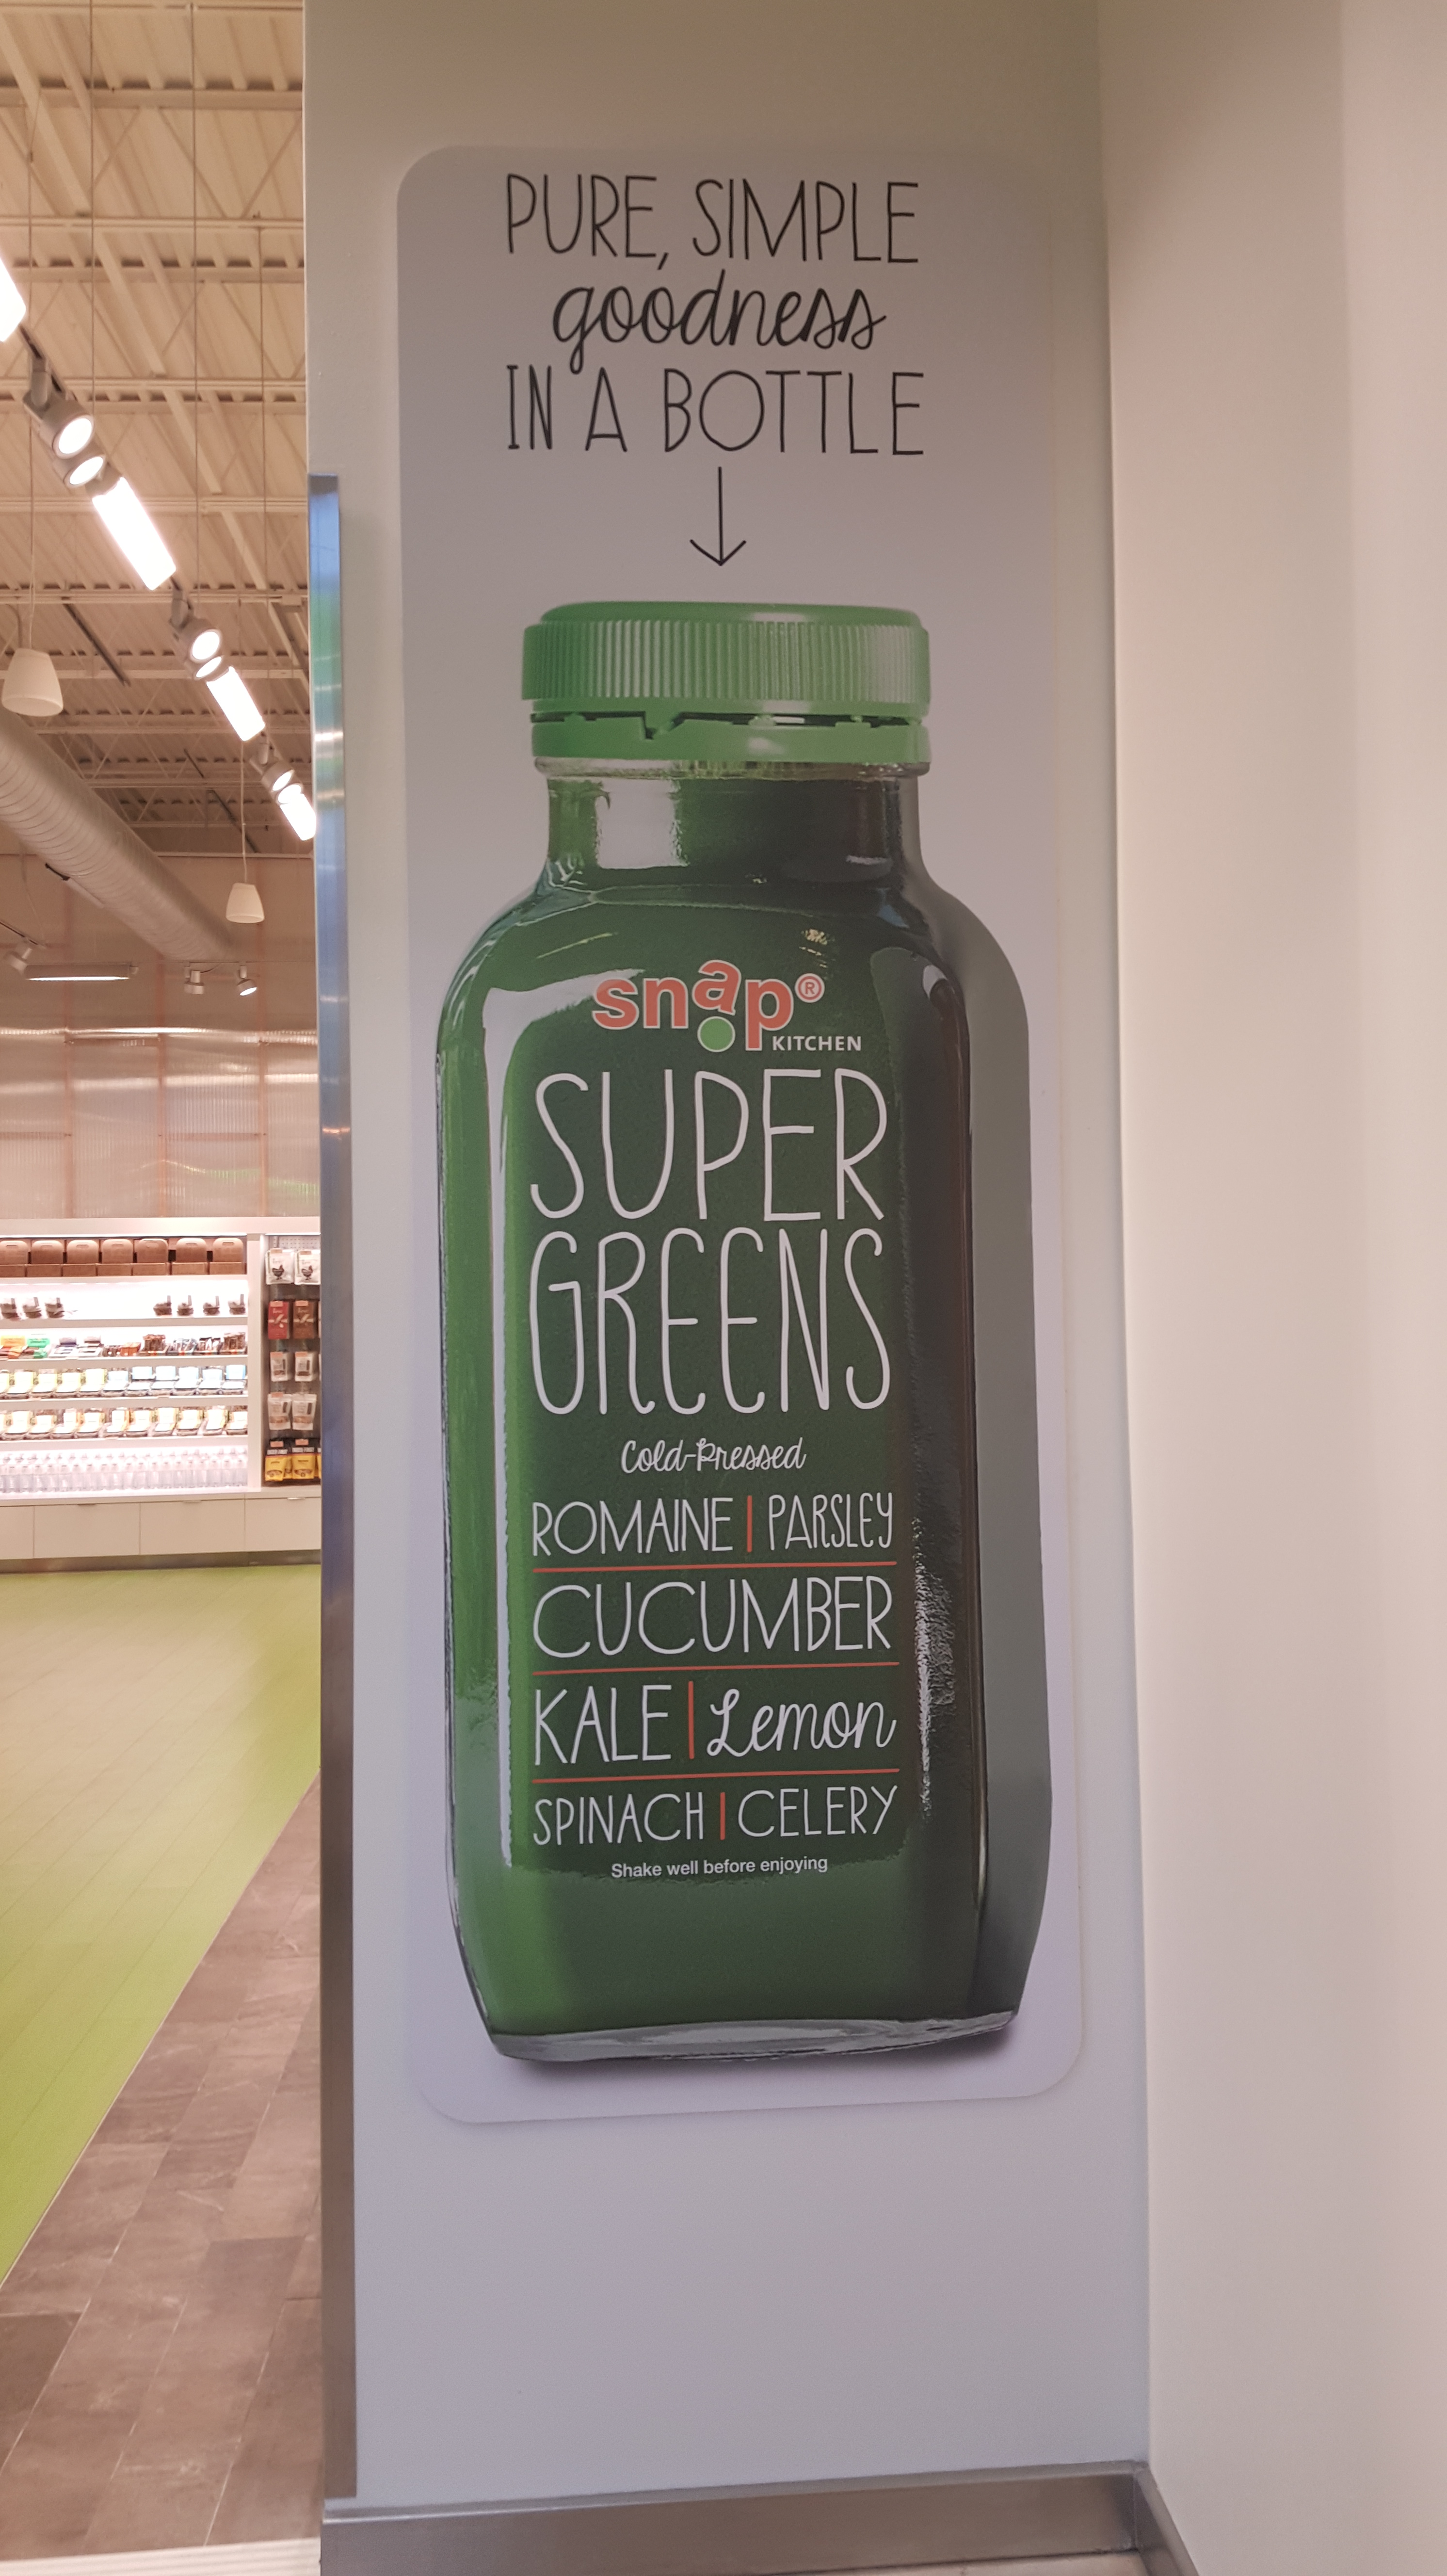 PURE, SIMPLE
goodness
IN A BOTTLE
snap®
KITCHEN
SUPER
GREENS
Cold-Pressed
ROMAINE | PARSLEY
CUCUMBER
KALE | Lemon
SPINACH | CELERY
Shake well before enjoying